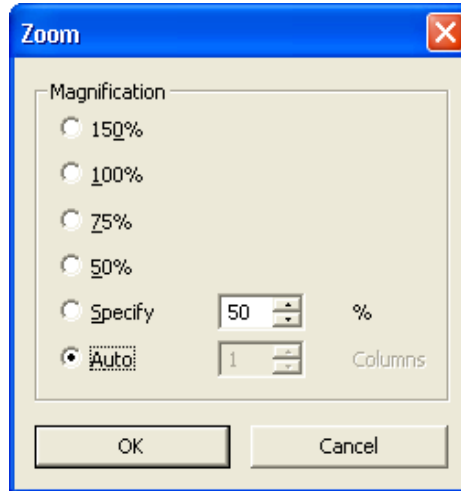 Zoom
Magnification
150%
100%
75%
50%
Specify 50 %
Auto 1 Columns
OK Cancel